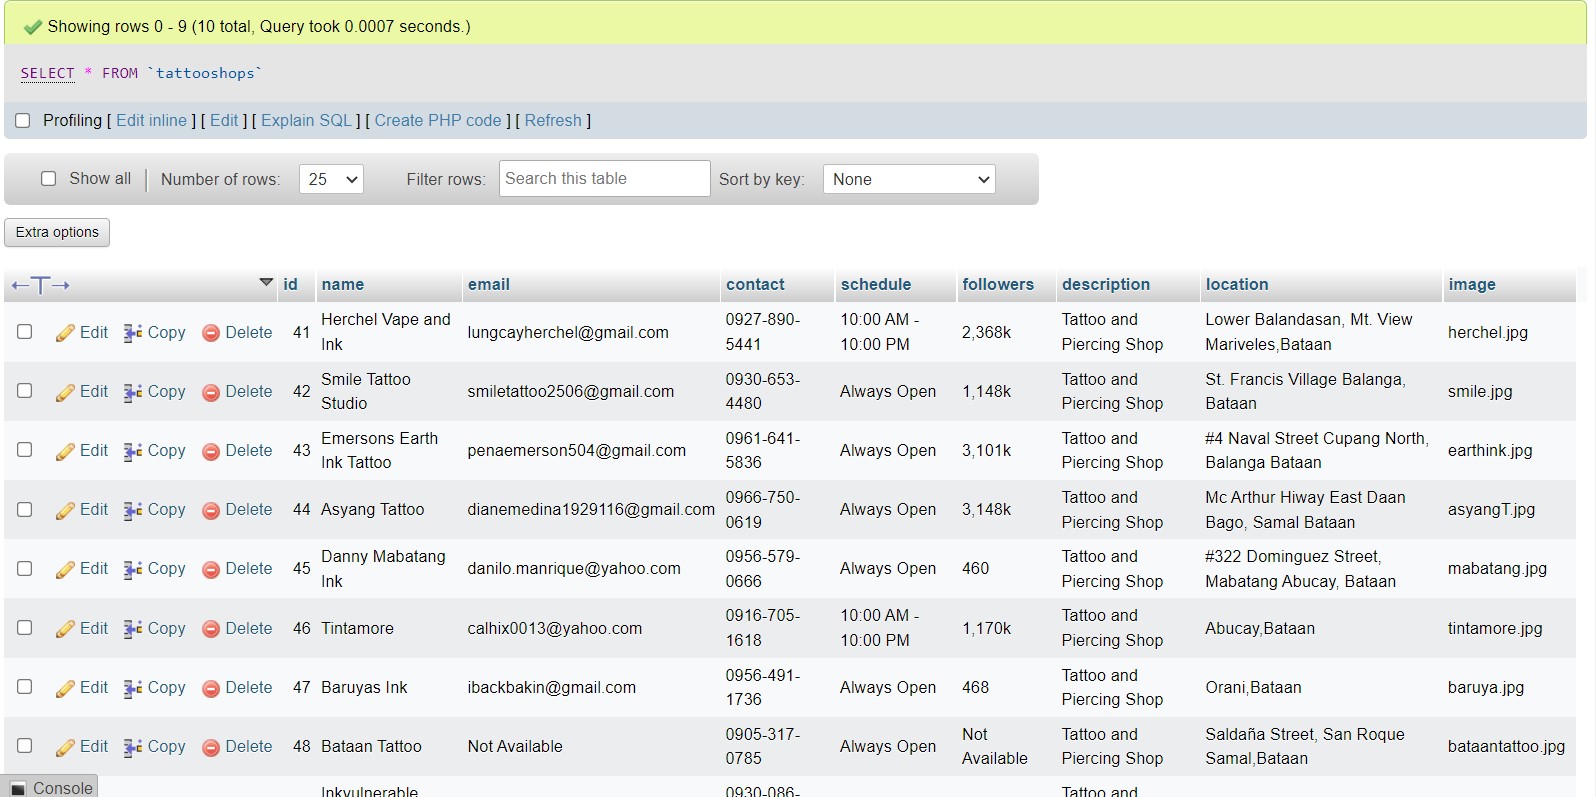 Showing rows 0 - 9 (10 total, Query took 0.0007 seconds.)
SELECT * FROM `tattooshops`
Profiling [ Edit inline ] [ Edit ] [ Explain SQL ] [ Create PHP code ] [ Refresh ]
Show all | Number of rows: 25 Filter rows: Search this table Sort by key: None
Extra options
←T→ id name email contact schedule followers description location image
Edit Copy Delete 41 Herchel Vape and Ink lungcayherchel@gmail.com 0927-890-5441 10:00 AM - 10:00 PM 2,368k Tattoo and Piercing Shop Lower Balandasan, Mt. View Mariveles,Bataan herchel.jpg
Edit Copy Delete 42 Smile Tattoo Studio smiletattoo2506@gmail.com 0930-653-4480 Always Open 1,148k Tattoo and Piercing Shop St. Francis Village Balanga, Bataan smile.jpg
Edit Copy Delete 43 Emersons Earth Ink Tattoo penaemerson504@gmail.com 0961-641-5836 Always Open 3,101k Tattoo and Piercing Shop #4 Naval Street Cupang North, Balanga Bataan earthink.jpg
Edit Copy Delete 44 Asyang Tattoo dianemedina1929116@gmail.com 0966-750-0619 Always Open 3,148k Tattoo and Piercing Shop Mc Arthur Hiway East Daan Bago, Samal Bataan asyangT.jpg
Edit Copy Delete 45 Danny Mabatang Ink danilo.manrique@yahoo.com 0956-579-0666 Always Open 460 Tattoo and Piercing Shop #322 Dominguez Street, Mabatang Abucay, Bataan mabatang.jpg
Edit Copy Delete 46 Tintamore calhix0013@yahoo.com 0916-705-1618 10:00 AM - 10:00 PM 1,170k Tattoo and Piercing Shop Abucay,Bataan tintamore.jpg
Edit Copy Delete 47 Baruyas Ink ibackbakin@gmail.com 0956-491-1736 Always Open 468 Tattoo and Piercing Shop Orani,Bataan baruya.jpg
Edit Copy Delete 48 Bataan Tattoo Not Available 0905-317-0785 Always Open Not Available Tattoo and Piercing Shop Saldaña Street, San Roque Samal,Bataan bataantattoo.jpg
Console Inkvulnerable 0930-086- Tattoo and